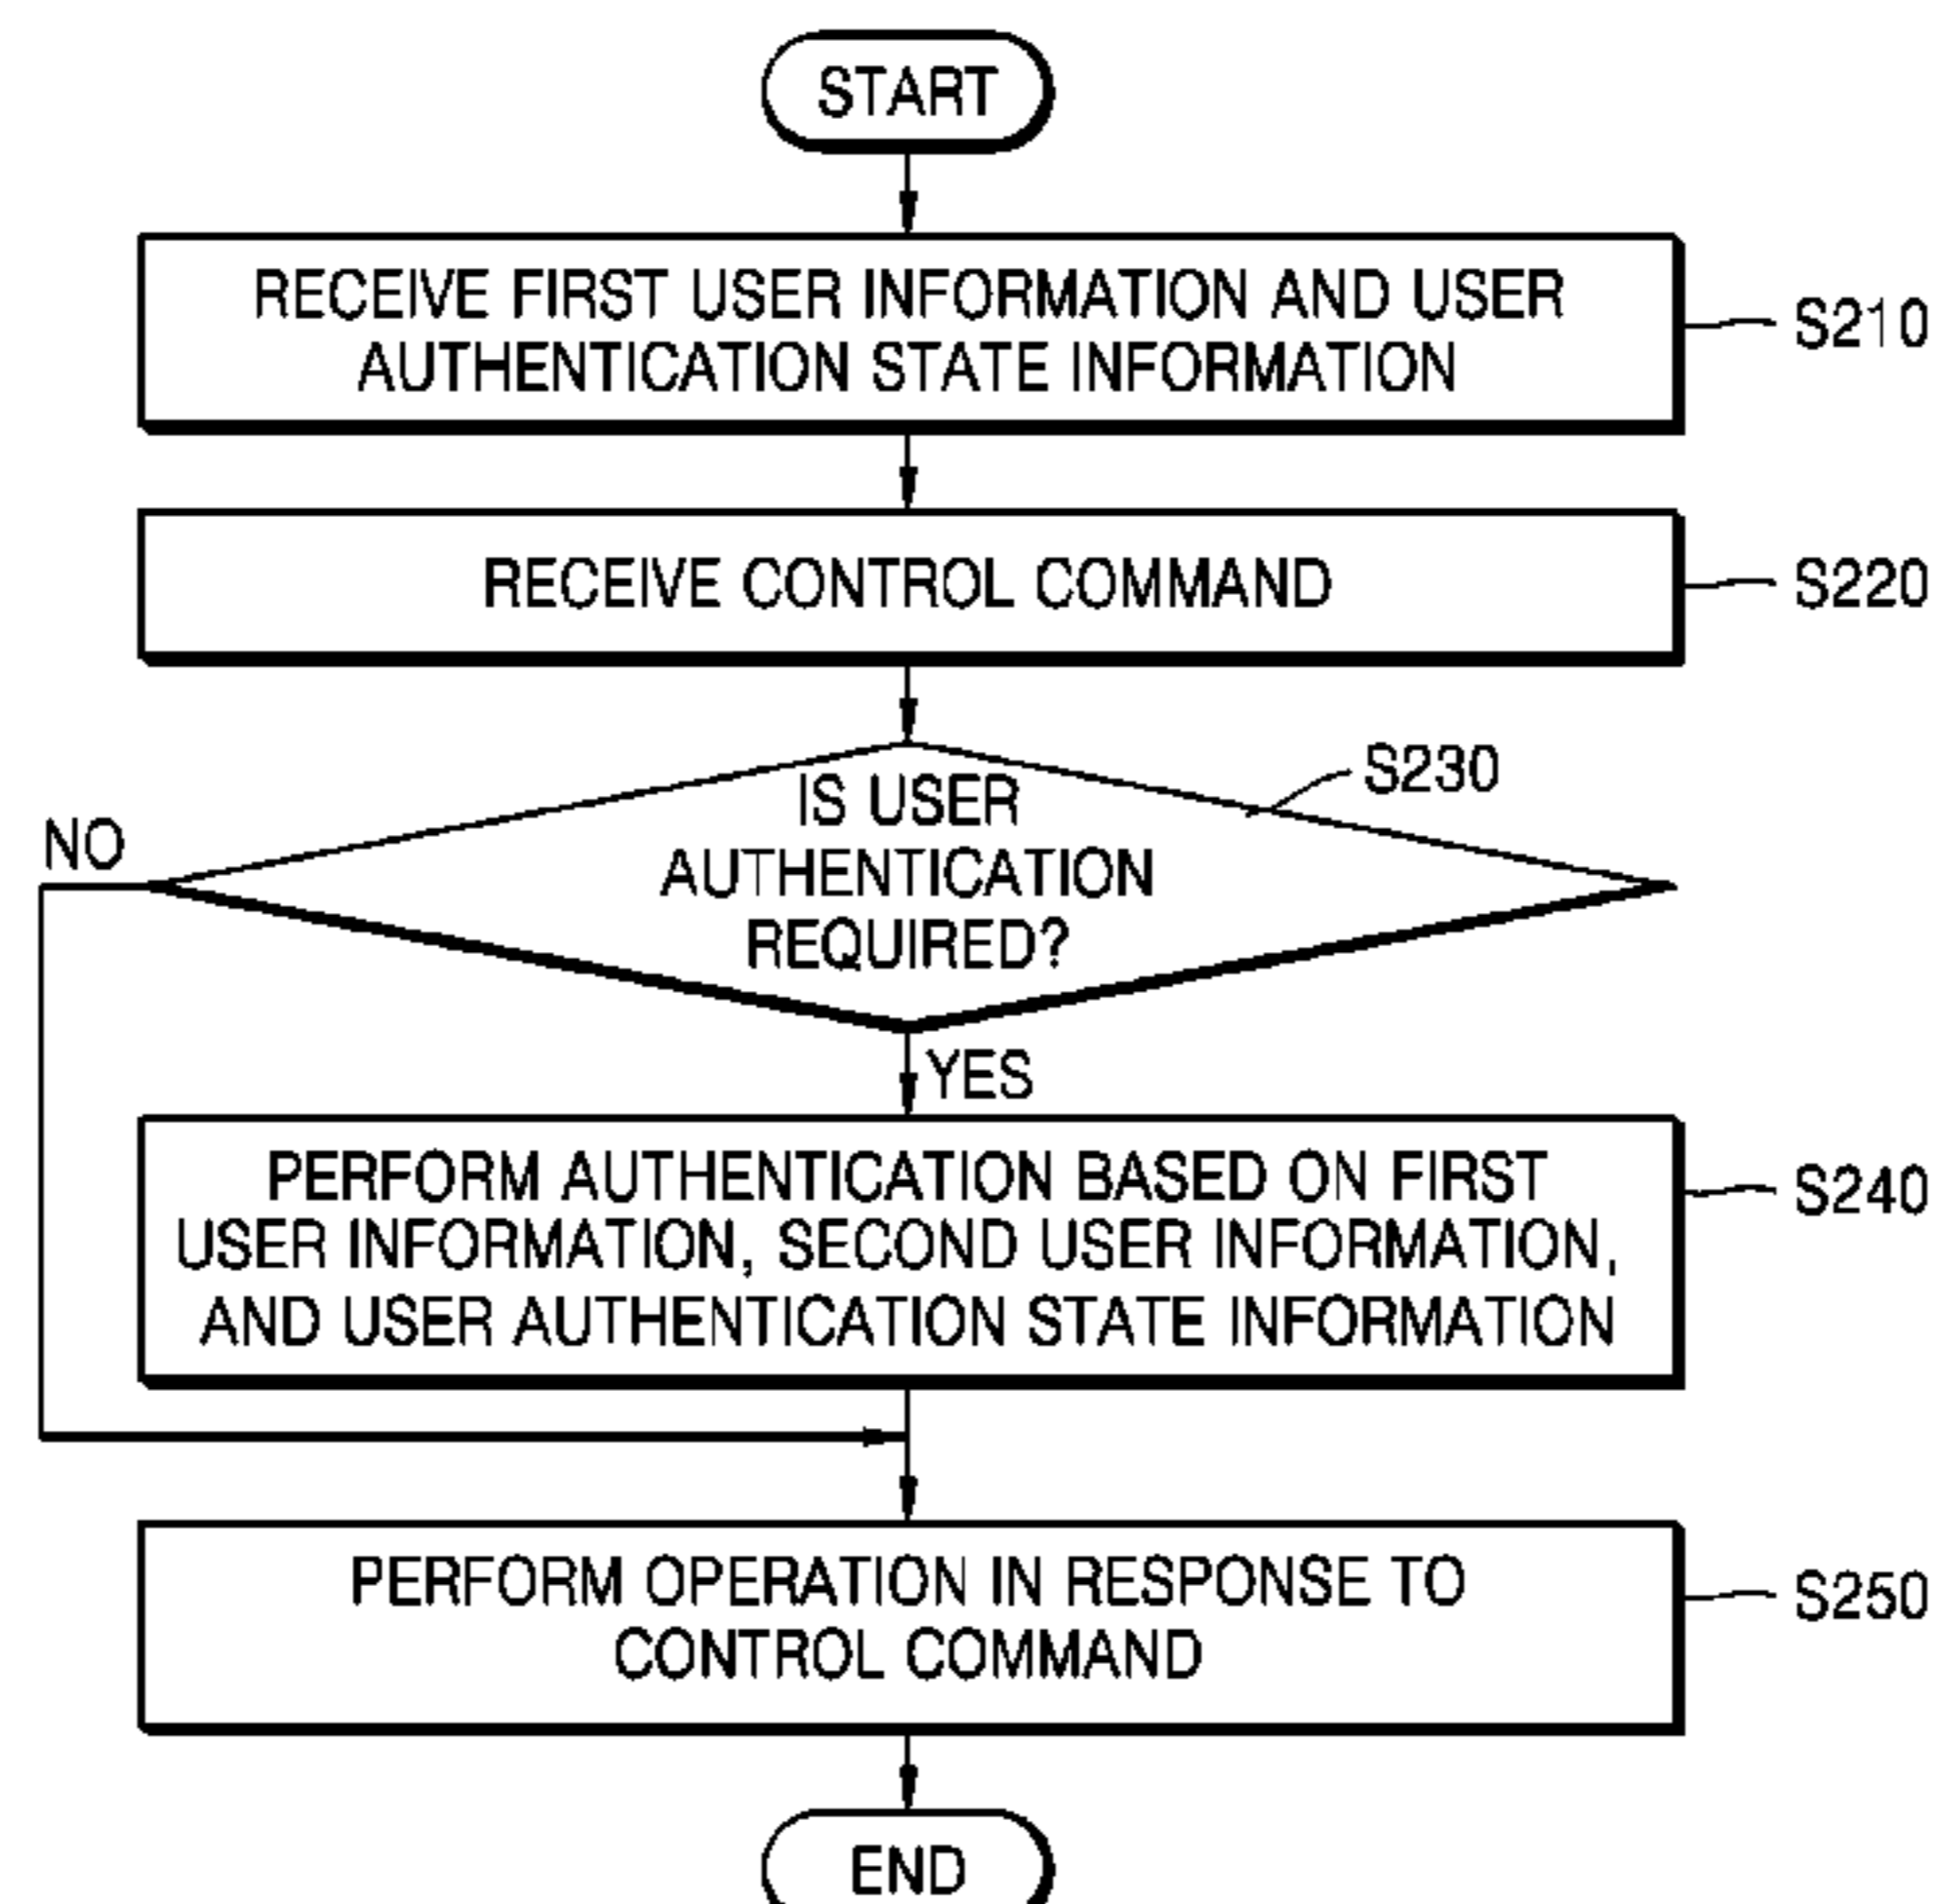 START
RECEIVE FIRST USER INFORMATION AND USER
AUTHENTICATION STATE INFORMATION
S210
RECEIVE CONTROL COMMAND
S220
S230
IS USER
AUTHENTICATION
REQUIRED?
NO
YES
PERFORM AUTHENTICATION BASED ON FIRST
USER INFORMATION, SECOND USER INFORMATION,
AND USER AUTHENTICATION STATE INFORMATION
S240
PERFORM OPERATION IN RESPONSE TO
CONTROL COMMAND
S250
END